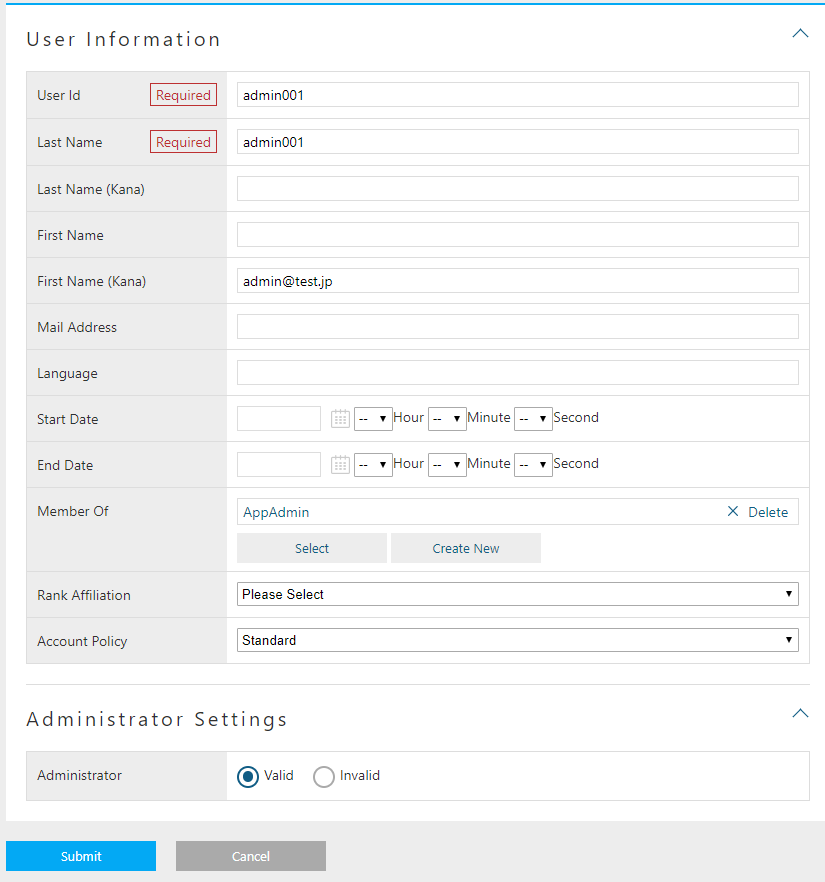 User Information
User Id Required admin001
Last Name Required admin001
Last Name (Kana)
First Name
First Name (Kana) admin@test.jp
Mail Address
Language
Start Date -- Hour -- Minute -- Second
End Date -- Hour -- Minute -- Second
Member Of AppAdmin Delete
Select Create New
Rank Affiliation Please Select
Account Policy Standard
Administrator Settings
Administrator Valid Invalid
Submit Cancel